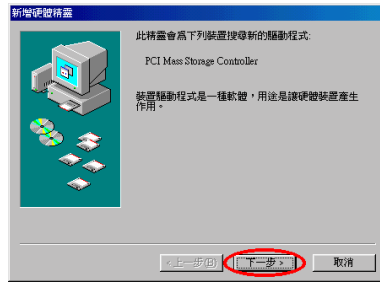 新增硬體精靈
此精靈會爲下列裝置搜尋新的驅動程式:
PCI Mass Storage Controller
裝置驅動程式是一種軟體，用途是讓硬體裝置產生
作用。
<上一步(B)
下一步 >
取消